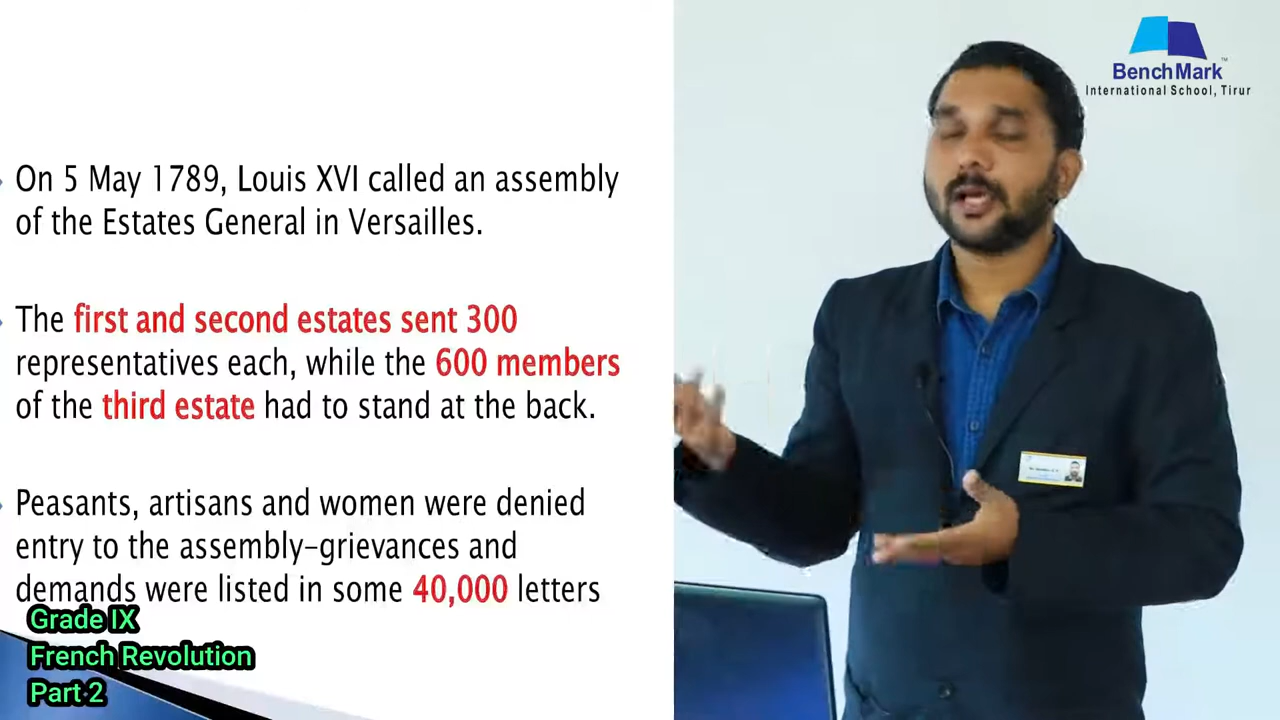 On 5 May 1789, Louis XVI called an assembly
of the Estates General in Versailles.
The first and second estates sent 300
representatives each, while the 600 members
of the third estate had to stand at the back.
Peasants, artisans and women were denied
entry to the assembly-grievances and
demands were listed in some 40,000 letters
Grade IX
French Revolution
Part 2
BenchMark™
International School, Tirur